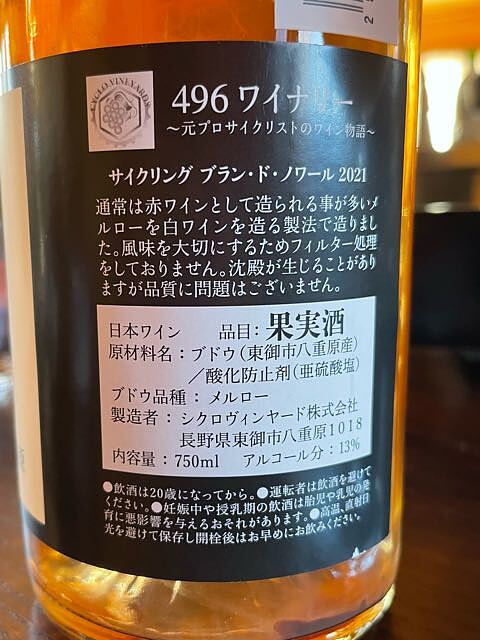 CYCLO VINEYARDS
496 ワイナリー
～元プロサイクリストのワイン物語～
サイクリング ブラン・ド・ノワール 2021
通常は赤ワインとして造られる事が多いメ
ルローを白ワインを造る製法で造りまし
た。風味を大切にするためフィルター処理
をしておりません。沈殿が生じることがあり
ますが品質に問題はございません。
日本ワイン 品目：果実酒
原材料名：ブドウ（東御市八重原産）
／酸化防止剤（亜硫酸塩）
ブドウ品種：メルロー
製造者：シクロヴィンヤード株式会社
長野県東御市八重原1018
内容量：750ml アルコール分：13%
●飲酒は20歳になってから。●運転者は飲酒を避けて
ください。●妊娠中や授乳期の飲酒は胎児や乳児の発
育に悪影響を与えるおそれがあります。●高温、直射日
光を避けて保存し開栓後はお早めにお飲みください。